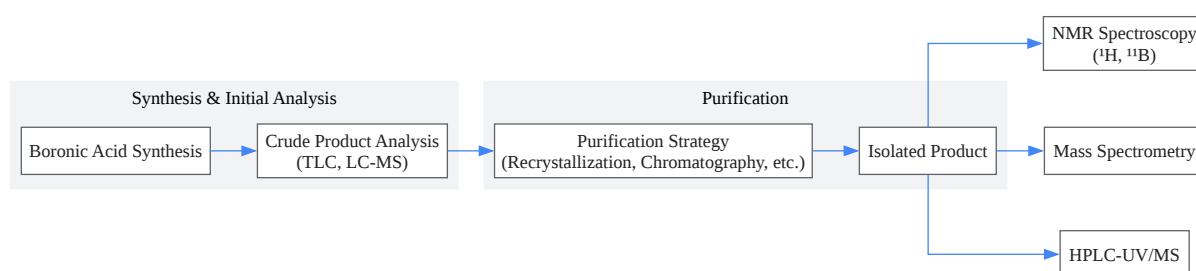 Synthesis & Initial Analysis
Boronic Acid Synthesis
Crude Product Analysis
(TLC, LC-MS)
Purification
Purification Strategy
(Recrystallization, Chromatography, etc.)
Isolated Product
NMR Spectroscopy
(¹H, ¹¹B)
Mass Spectrometry
HPLC-UV/MS